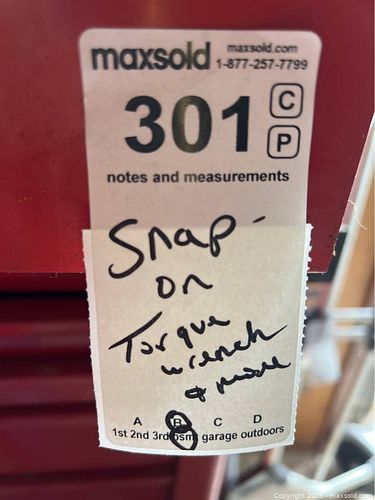 maxsold
maxsold.com
1-877-257-7799
301
C
P
notes and measurements
Snap-
on
Torque
wrench
& more
A B C D
1st 2nd 3rd bsmt garage outdoors
Copyright 2025 - maxsold.com